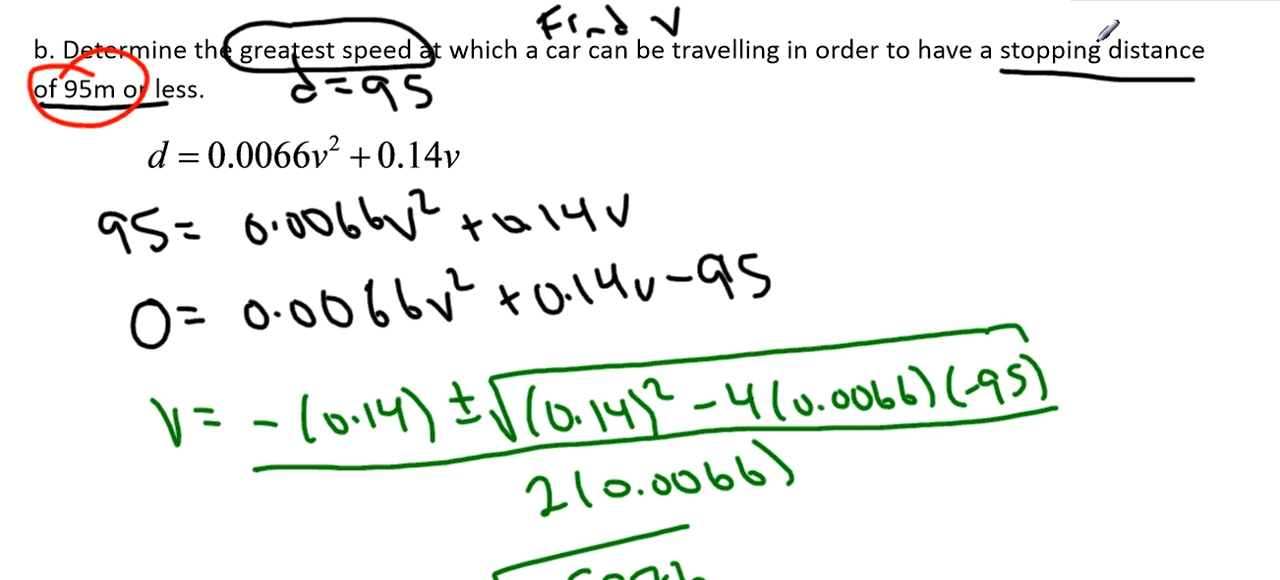 Find v
b. Determine the greatest speed at which a car can be travelling in order to have a stopping distance
of 95m or less.
d=95
d = 0.0066v² + 0.14v
95= 0.0066v² + 0.14v
0= 0.0066v² + 0.14v-95
v= -(0.14) ± √(0.14)² - 4(0.0066)(-95)
2(0.0066)